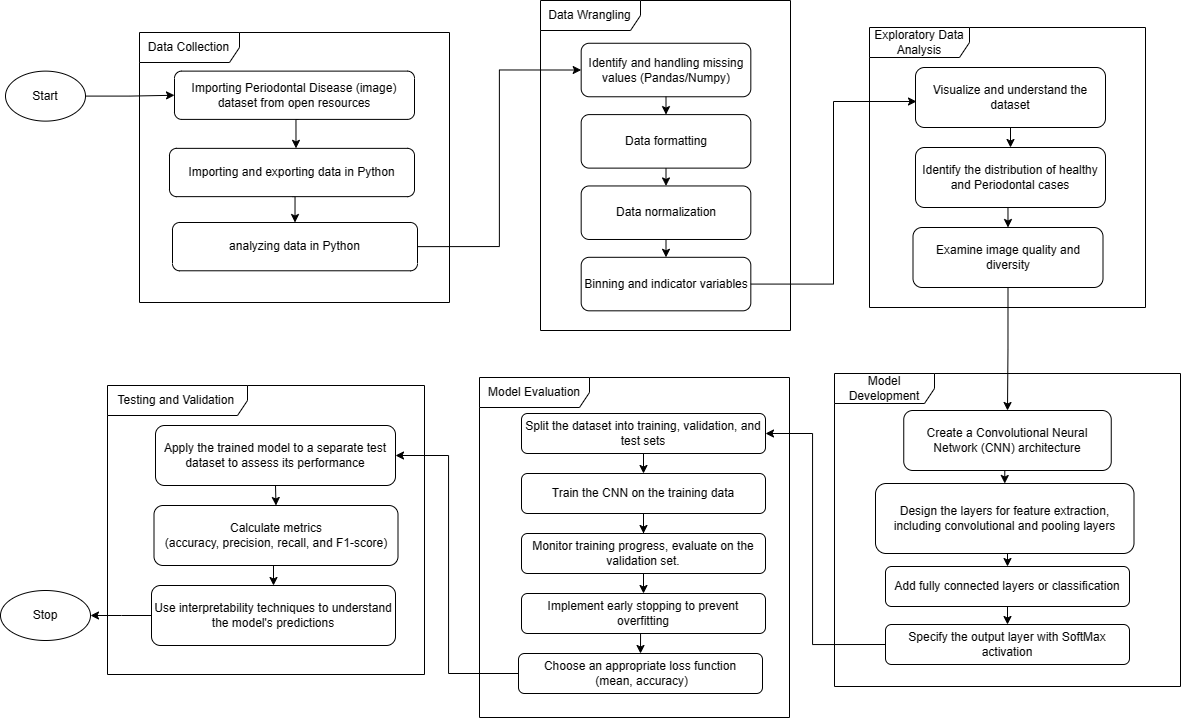 Start
Data Collection
Importing Periodontal Disease (image)
dataset from open resources
Importing and exporting data in Python
analyzing data in Python
Data Wrangling
Identify and handling missing
values (Pandas/Numpy)
Data formatting
Data normalization
Binning and indicator variables
Exploratory Data
Analysis
Visualize and understand the
dataset
Identify the distribution of healthy
and Periodontal cases
Examine image quality and
diversity
Model
Development
Create a Convolutional Neural
Network (CNN) architecture
Design the layers for feature extraction,
including convolutional and pooling layers
Add fully connected layers or classification
Specify the output layer with SoftMax
activation
Model Evaluation
Split the dataset into training, validation, and
test sets
Train the CNN on the training data
Monitor training progress, evaluate on the
validation set.
Implement early stopping to prevent
overfitting
Choose an appropriate loss function
(mean, accuracy)
Testing and Validation
Apply the trained model to a separate test
dataset to assess its performance
Calculate metrics
(accuracy, precision, recall, and F1-score)
Use interpretability techniques to understand
the model's predictions
Stop